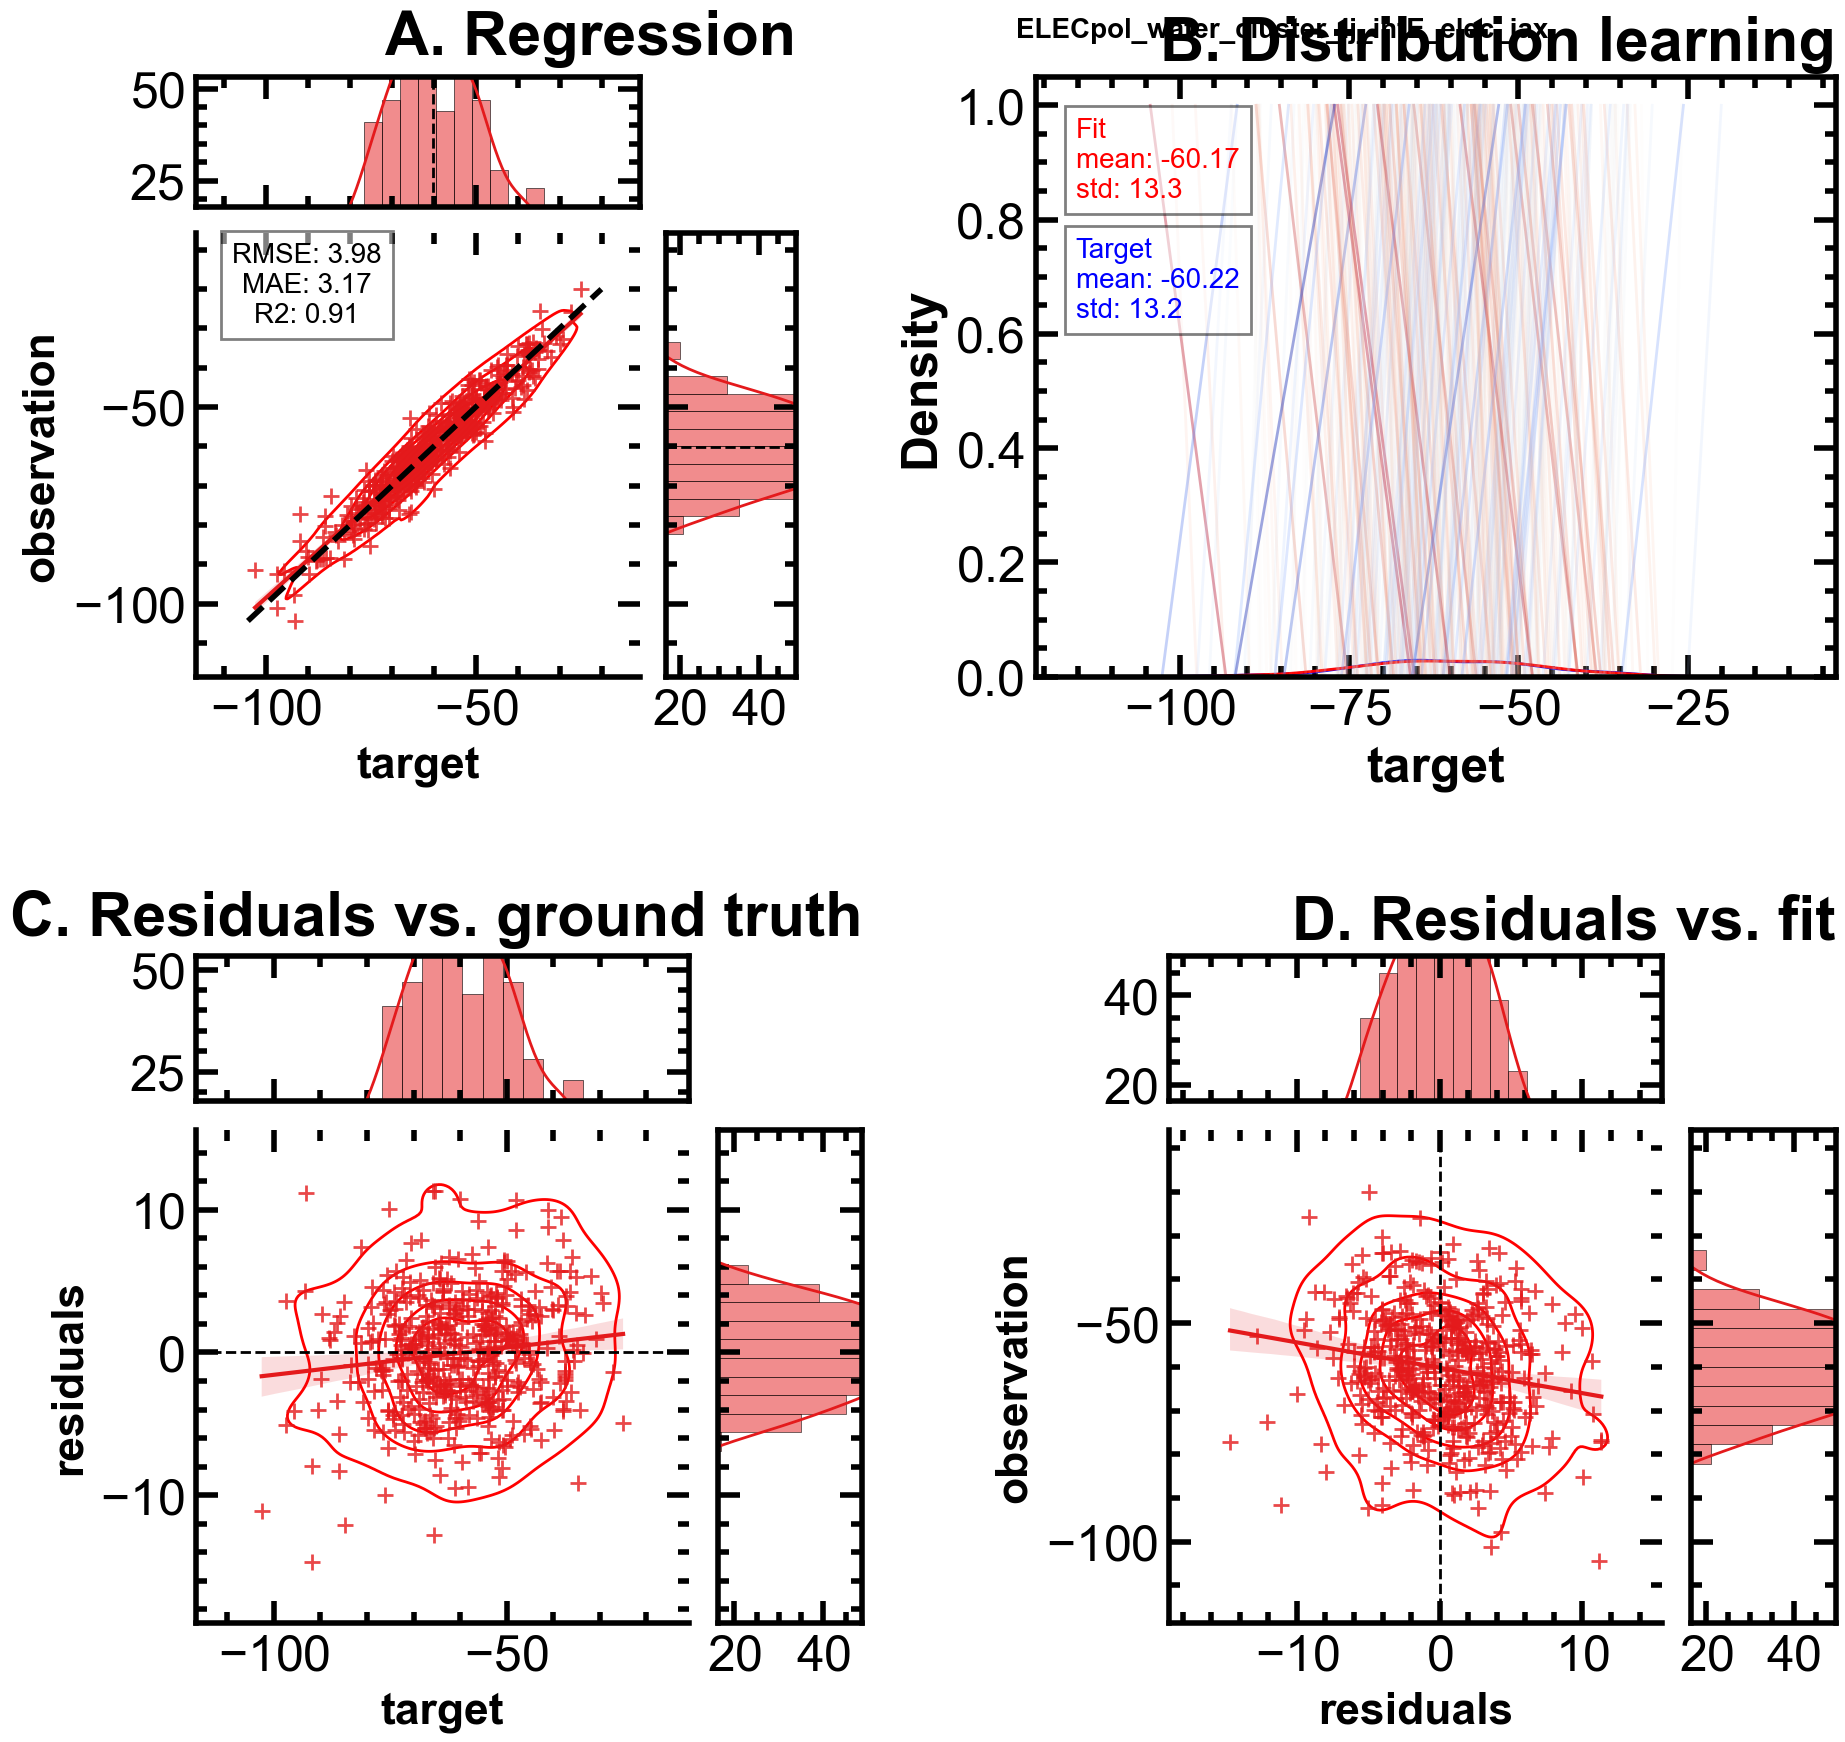 A. Regression
50
25
RMSE: 3.98
MAE: 3.17
R2: 0.91
observation
−50
−100
−100 −50
20 40
target
B. Distribution learning
Fit
mean: -60.17
std: 13.3
Target
mean: -60.22
std: 13.2
Density
1.0
0.8
0.6
0.4
0.2
0.0
−100 −75 −50 −25
target
C. Residuals vs. ground truth
50
25
residuals
10
0
−10
−100 −50
20 40
target
D. Residuals vs. fit
40
20
observation
−50
−100
−10 0 10
20 40
residuals